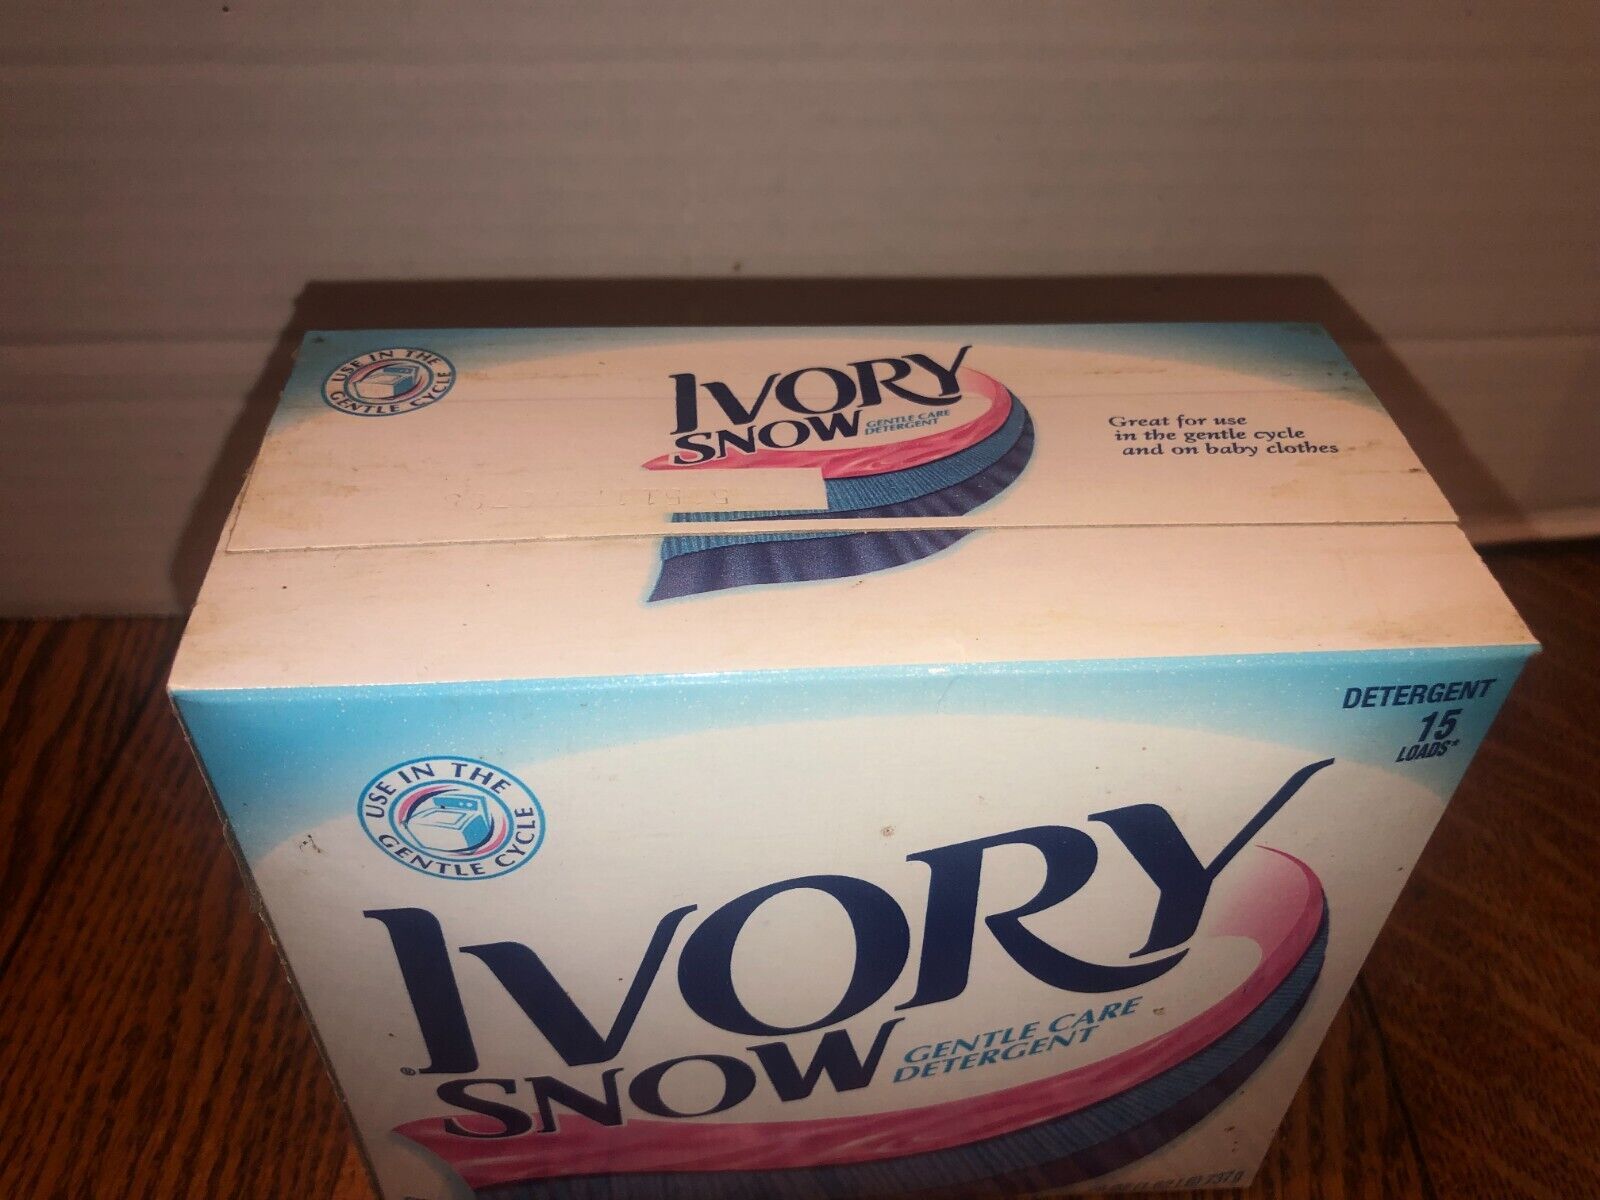 USE IN THE
GENTLE CYCLE
IVORY
SNOW
GENTLE CARE
DETERGENT
Great for use
in the gentle cycle
and on baby clothes
DETERGENT
15
LOADS*
USE IN THE
GENTLE CYCLE
IVORY
®SNOW
GENTLE CARE
DETERGENT
737g